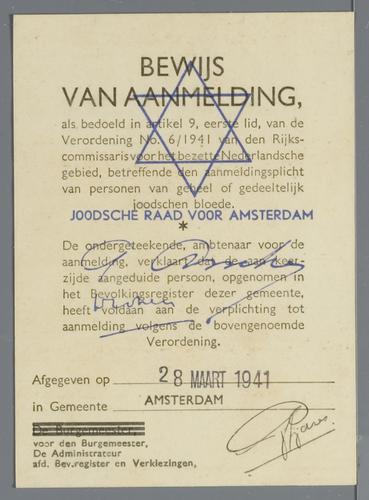 BEWIJS
VAN AANMELDING,
als bedoeld in artikel 9, eerste lid, van de
Verordening No. 6/1941 van den Rijks-
commissaris voor het bezette Nederlandsche
gebied, betreffende den aanmeldingsplicht
van personen van geheel of gedeeltelijk
joodschen bloede.
JOODSCHE RAAD VOOR AMSTERDAM
*
De ondergeteekende, ambtenaar voor de
aanmelding, verklaart, dat de aan keer-
zijde aangeduide persoon, opgenomen in
het Bevolkingsregister dezer gemeente,
heeft voldaan aan de verplichting tot
aanmelding volgens de bovengenoemde
Verordening.
Afgegeven op 28 MAART 1941
in Gemeente AMSTERDAM
De Burgemeester,
voor den Burgemeester,
De Administrateur
afd. Bev.register en Verkiezingen,